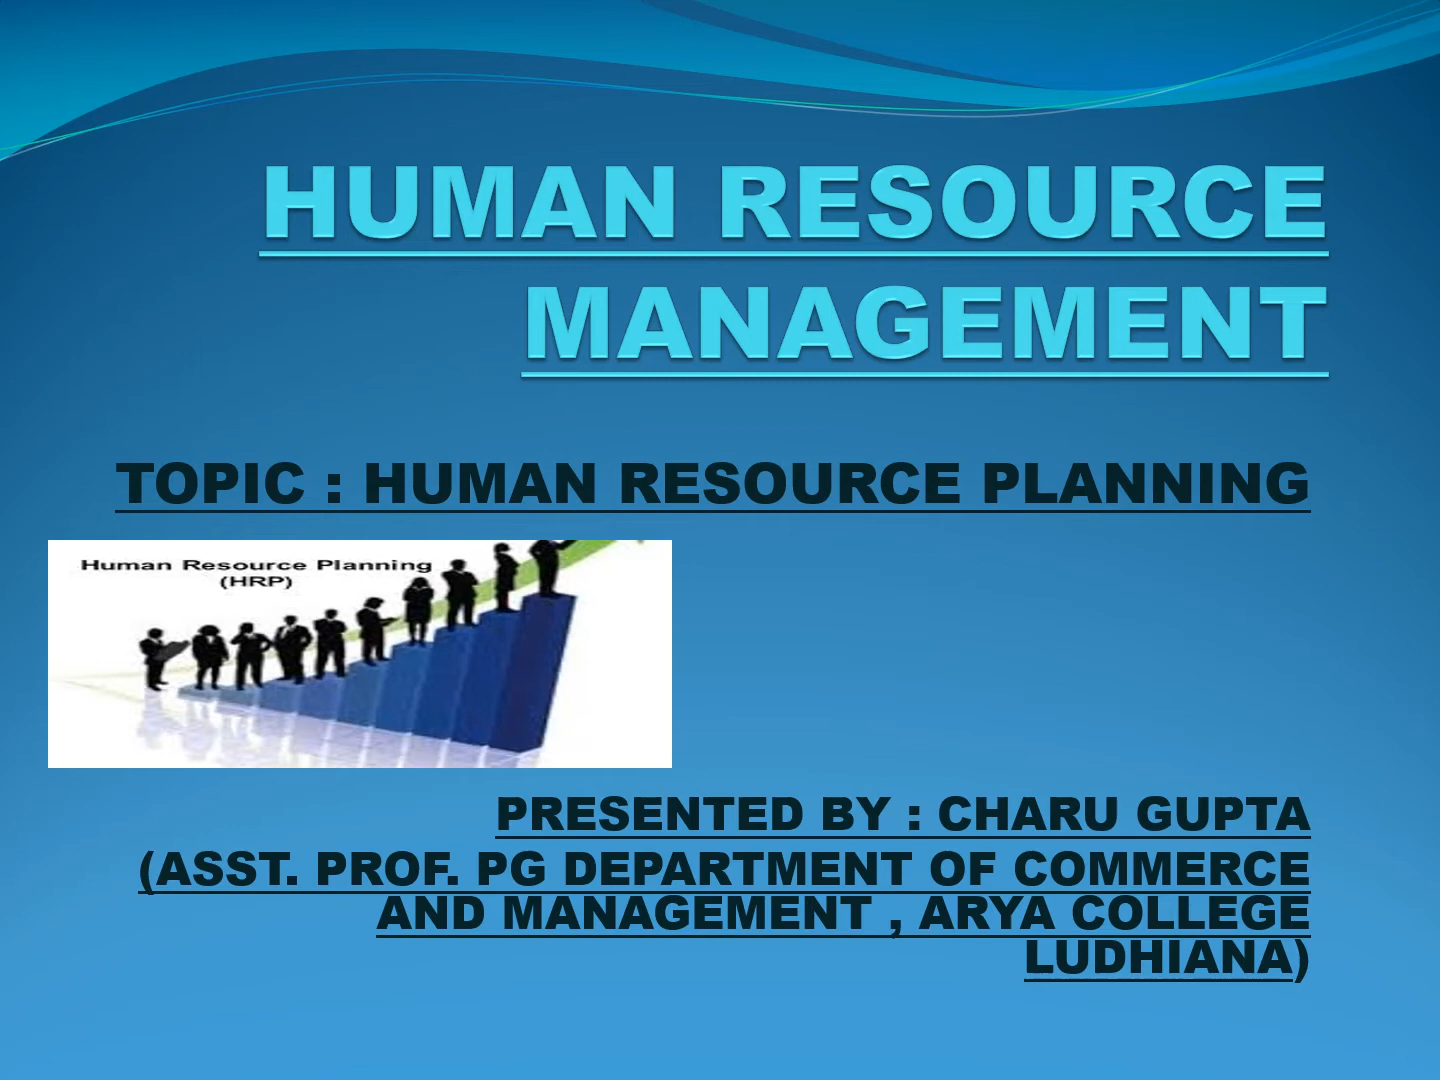 HUMAN RESOURCE
MANAGEMENT
TOPIC : HUMAN RESOURCE PLANNING
Human Resource Planning
(HRP)
PRESENTED BY : CHARU GUPTA
(ASST. PROF. PG DEPARTMENT OF COMMERCE
AND MANAGEMENT , ARYA COLLEGE
LUDHIANA)